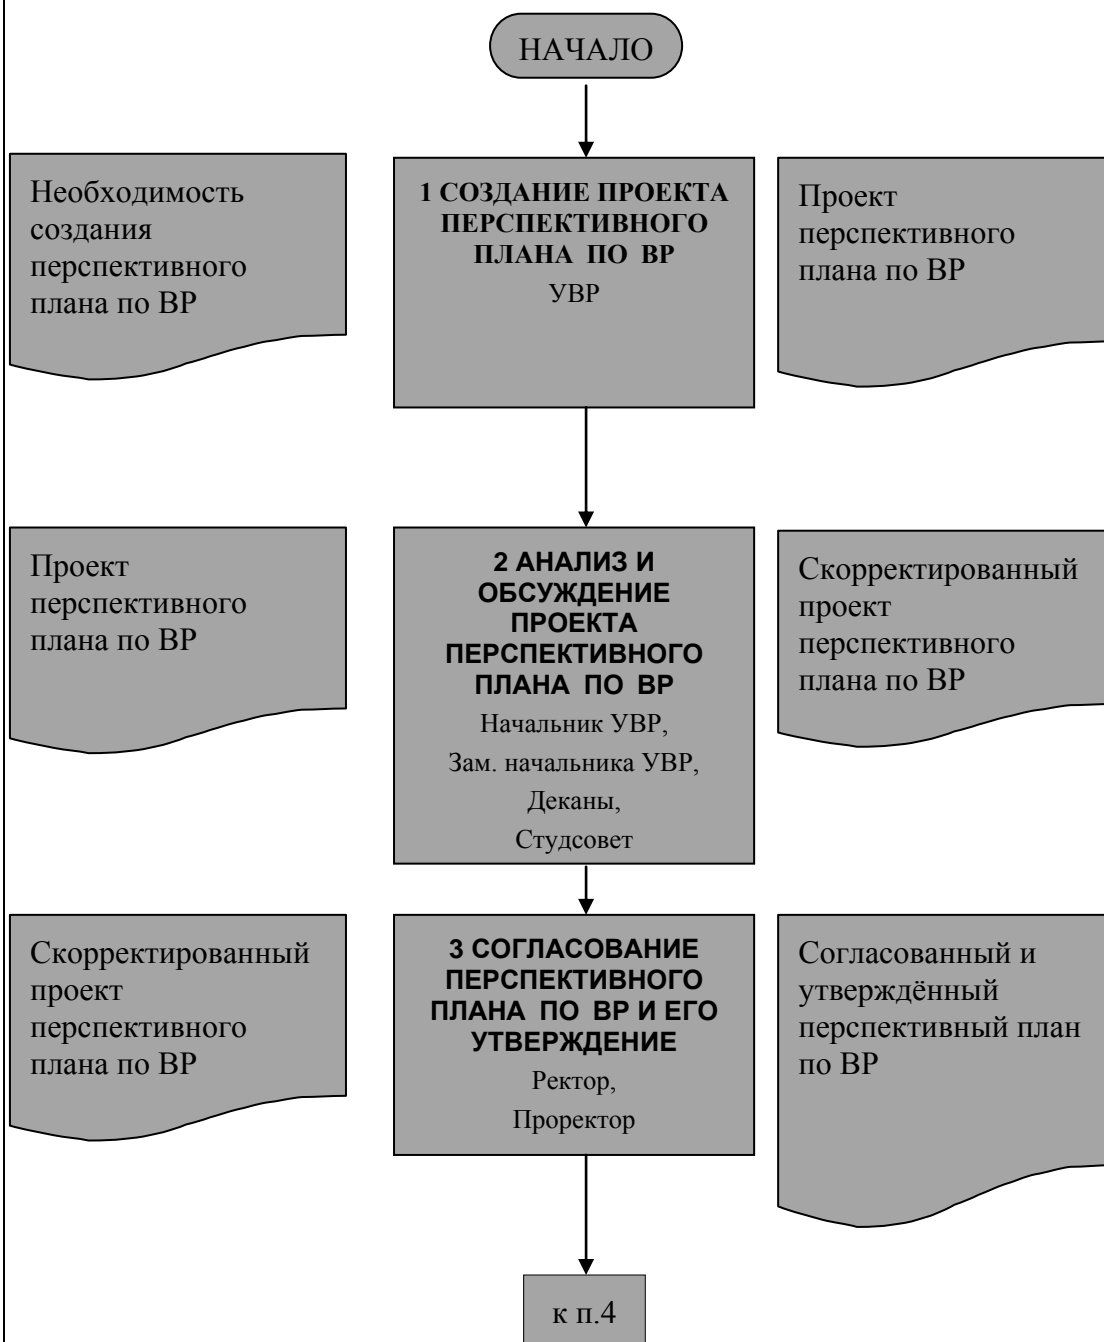 НАЧАЛО
Необходимость
создания
перспективного
плана по ВР
1 СОЗДАНИЕ ПРОЕКТА
ПЕРСПЕКТИВНОГО
ПЛАНА ПО ВР
УВР
Проект
перспективного
плана по ВР
Проект
перспективного
плана по ВР
2 АНАЛИЗ И
ОБСУЖДЕНИЕ
ПРОЕКТА
ПЕРСПЕКТИВНОГО
ПЛАНА ПО ВР
Начальник УВР,
Зам. начальника УВР,
Деканы,
Студсовет
Скорректированный
проект
перспективного
плана по ВР
Скорректированный
проект
перспективного
плана по ВР
3 СОГЛАСОВАНИЕ
ПЕРСПЕКТИВНОГО
ПЛАНА ПО ВР И ЕГО
УТВЕРЖДЕНИЕ
Ректор,
Проректор
Согласованный и
утверждённый
перспективный план
по ВР
к п.4